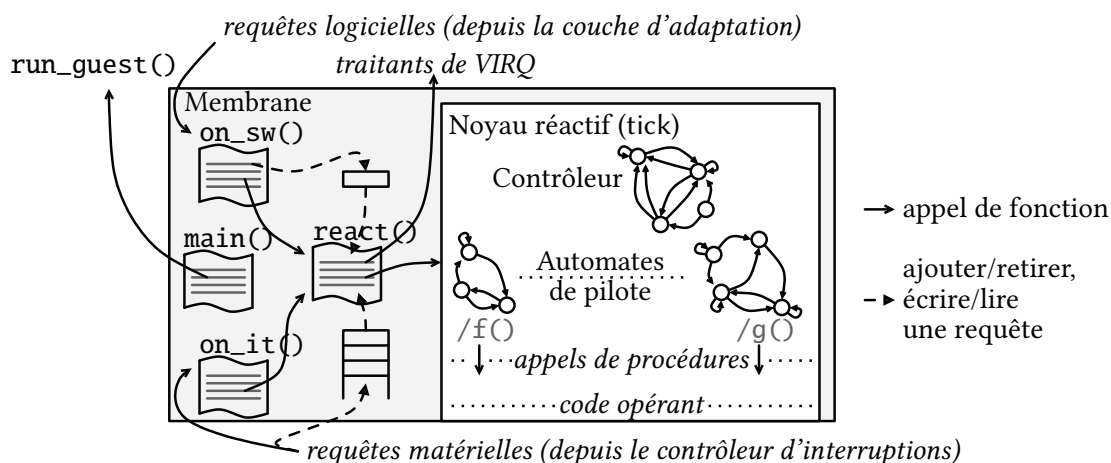 requêtes logicielles (depuis la couche d'adaptation)
run_guest()
traitants de VIRQ
Membrane
on_sw()
Noyau réactif (tick)
Contrôleur
main()
react()
Automates
de pilote
/f()
/g()
on_it()
appels de procédures
code opérant
requêtes matérielles (depuis le contrôleur d'interruptions)
appel de fonction
ajouter/retirer,
écrire/lire
une requête